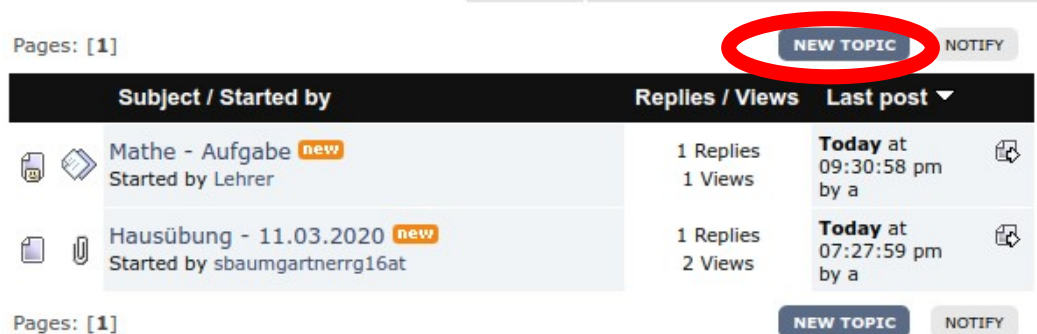 Pages: [1] NEW TOPIC NOTIFY
Subject / Started by Replies / Views Last post
Mathe - Aufgabe new
Started by Lehrer
1 Replies
1 Views
Today at
09:30:58 pm
by a
Hausübung - 11.03.2020 new
Started by sbaumgartnerrg16at
1 Replies
2 Views
Today at
07:27:59 pm
by a
Pages: [1] NEW TOPIC NOTIFY